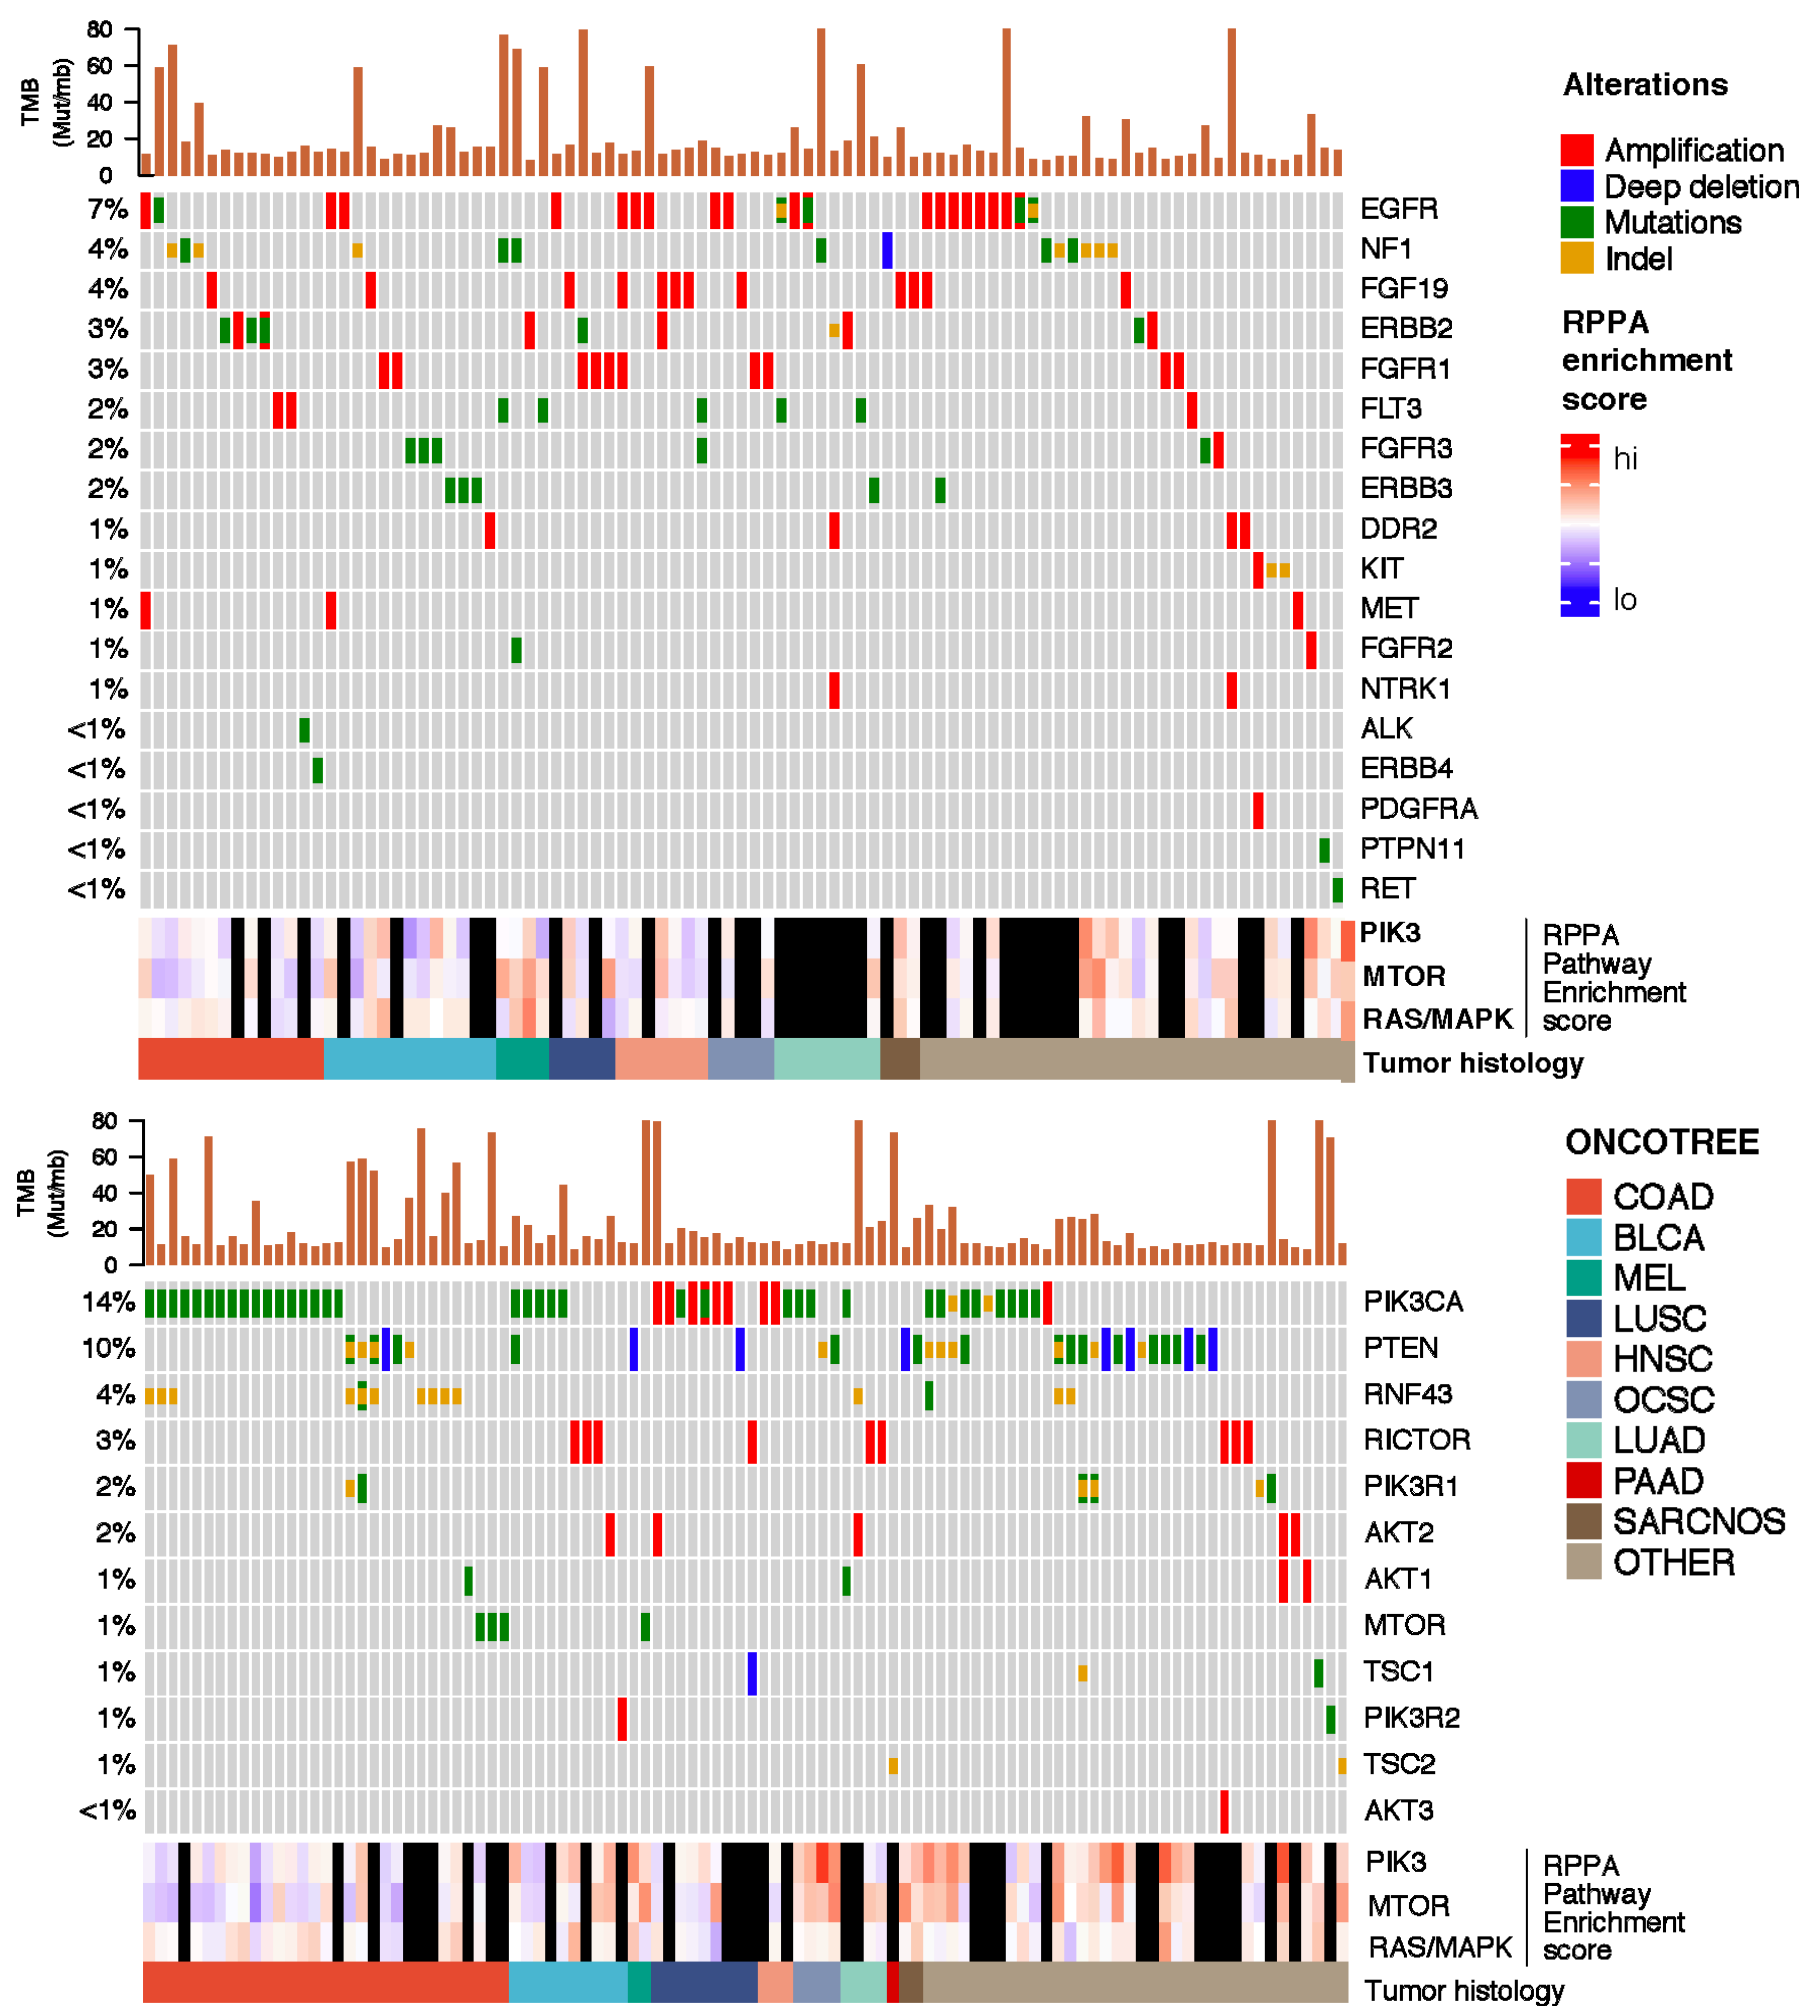 TMB
(Mut/mb)
80
60
40
20
0
7% EGFR
4% NF1
4% FGF19
3% ERBB2
3% FGFR1
2% FLT3
2% FGFR3
2% ERBB3
1% DDR2
1% KIT
1% MET
1% FGFR2
1% NTRK1
<1% ALK
<1% ERBB4
<1% PDGFRA
<1% PTPN11
<1% RET
PIK3
MTOR
RAS/MAPK
RPPA
Pathway
Enrichment
score
Tumor histology
Alterations
Amplification
Deep deletion
Mutations
Indel
RPPA
enrichment
score
hi
lo
TMB
(Mut/mb)
80
60
40
20
0
14% PIK3CA
10% PTEN
4% RNF43
3% RICTOR
2% PIK3R1
2% AKT2
1% AKT1
1% MTOR
1% TSC1
1% PIK3R2
1% TSC2
<1% AKT3
PIK3
MTOR
RAS/MAPK
RPPA
Pathway
Enrichment
score
Tumor histology
ONCOTREE
COAD
BLCA
MEL
LUSC
HNSC
OCSC
LUAD
PAAD
SARCNOS
OTHER